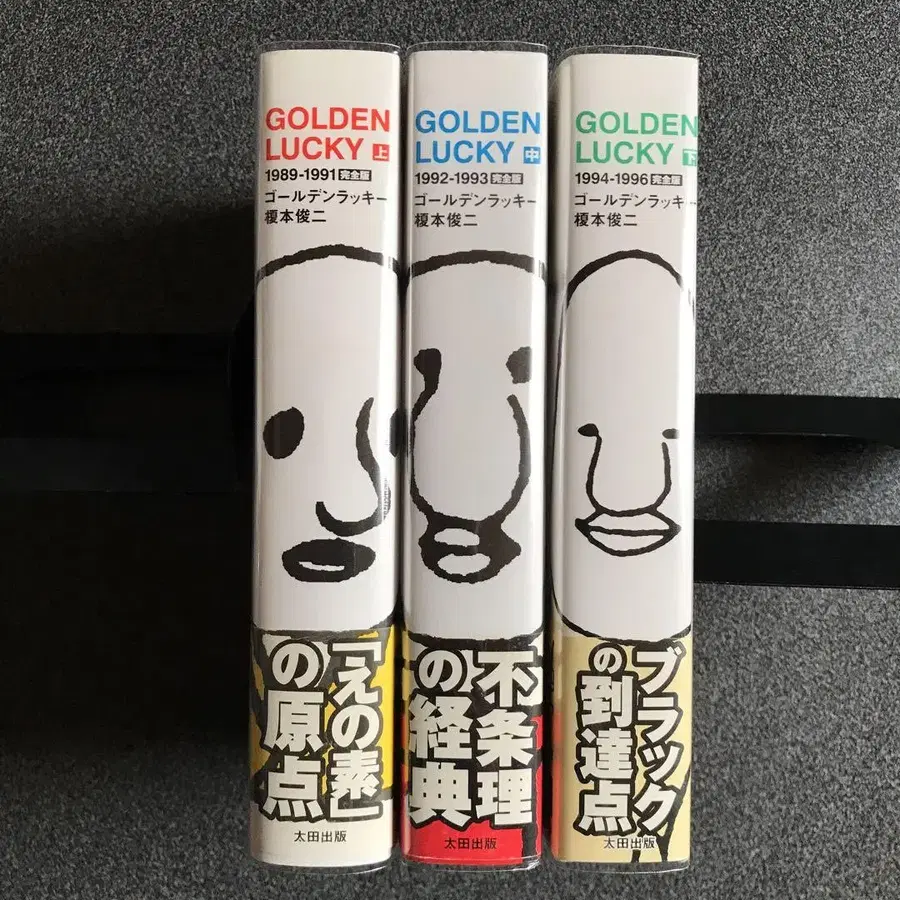 GOLDEN
LUCKY 上
1989-1991 完全版
ゴールデンラッキー
榎本俊二
「えの素」
の原点
太田出版
GOLDEN
LUCKY 中
1992-1993 完全版
ゴールデンラッキー
榎本俊二
不条理
の経典
太田出版
GOLDEN
LUCKY 下
1994-1996 完全版
ゴールデンラッキー
榎本俊二
ブラック
の到達点
太田出版